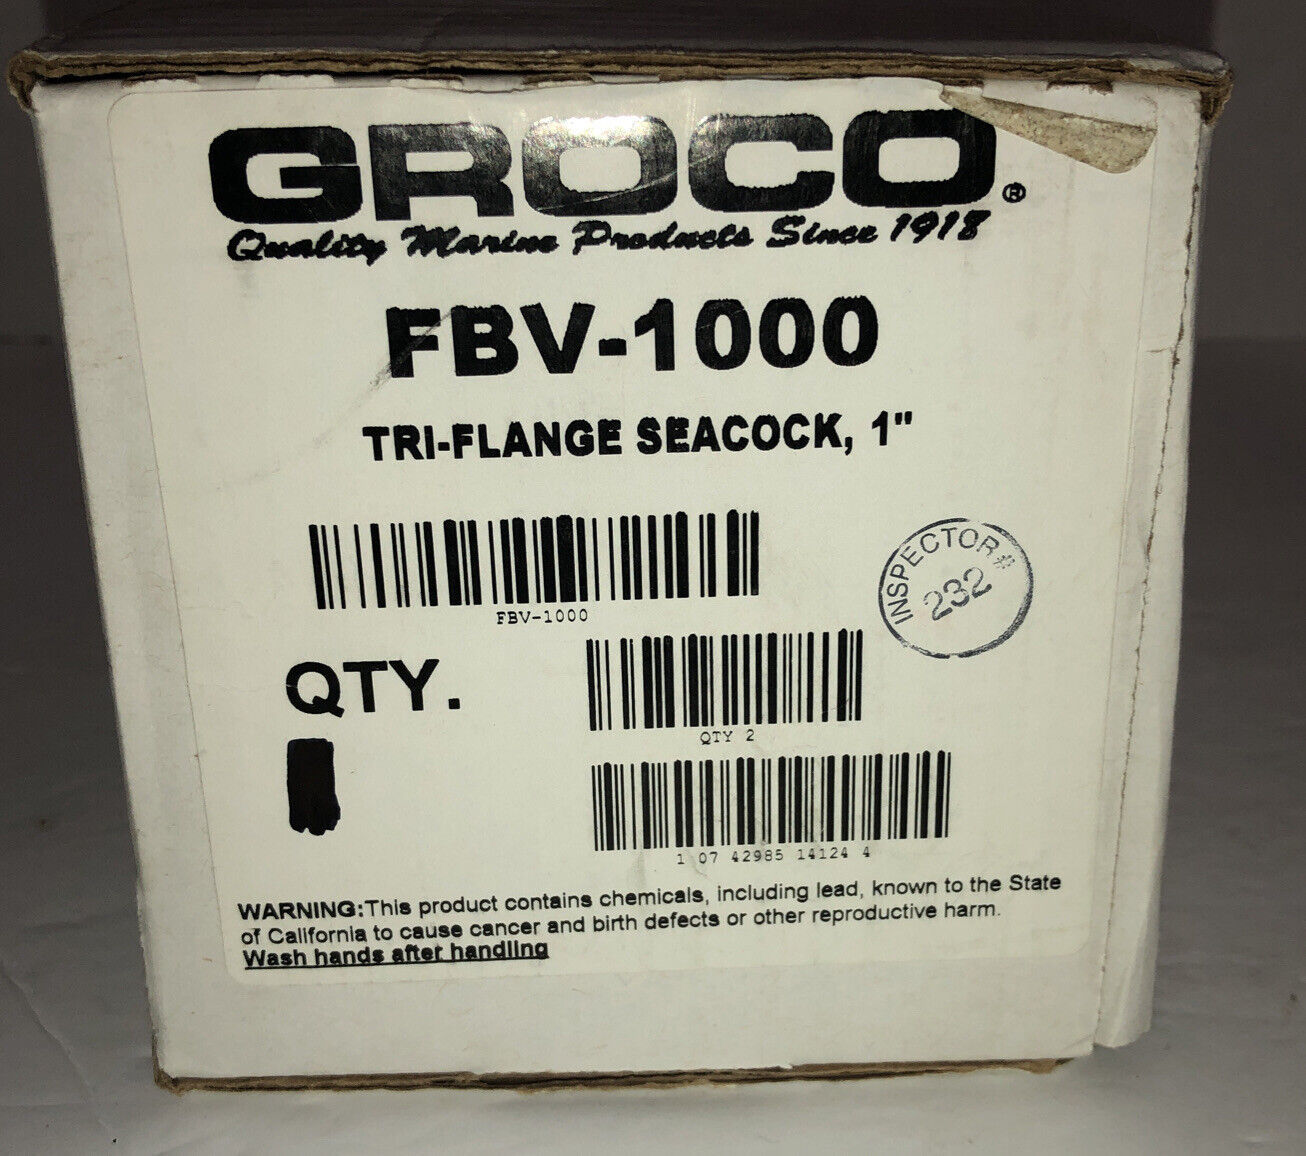 GROCO®
Quality Marine Products Since 1918
FBV-1000
TRI-FLANGE SEACOCK, 1"
FBV-1000
INSPECTOR# 232
QTY.
QTY 2
1 07 42985 14124 4
WARNING:This product contains chemicals, including lead, known to the State
of California to cause cancer and birth defects or other reproductive harm.
Wash hands after handling